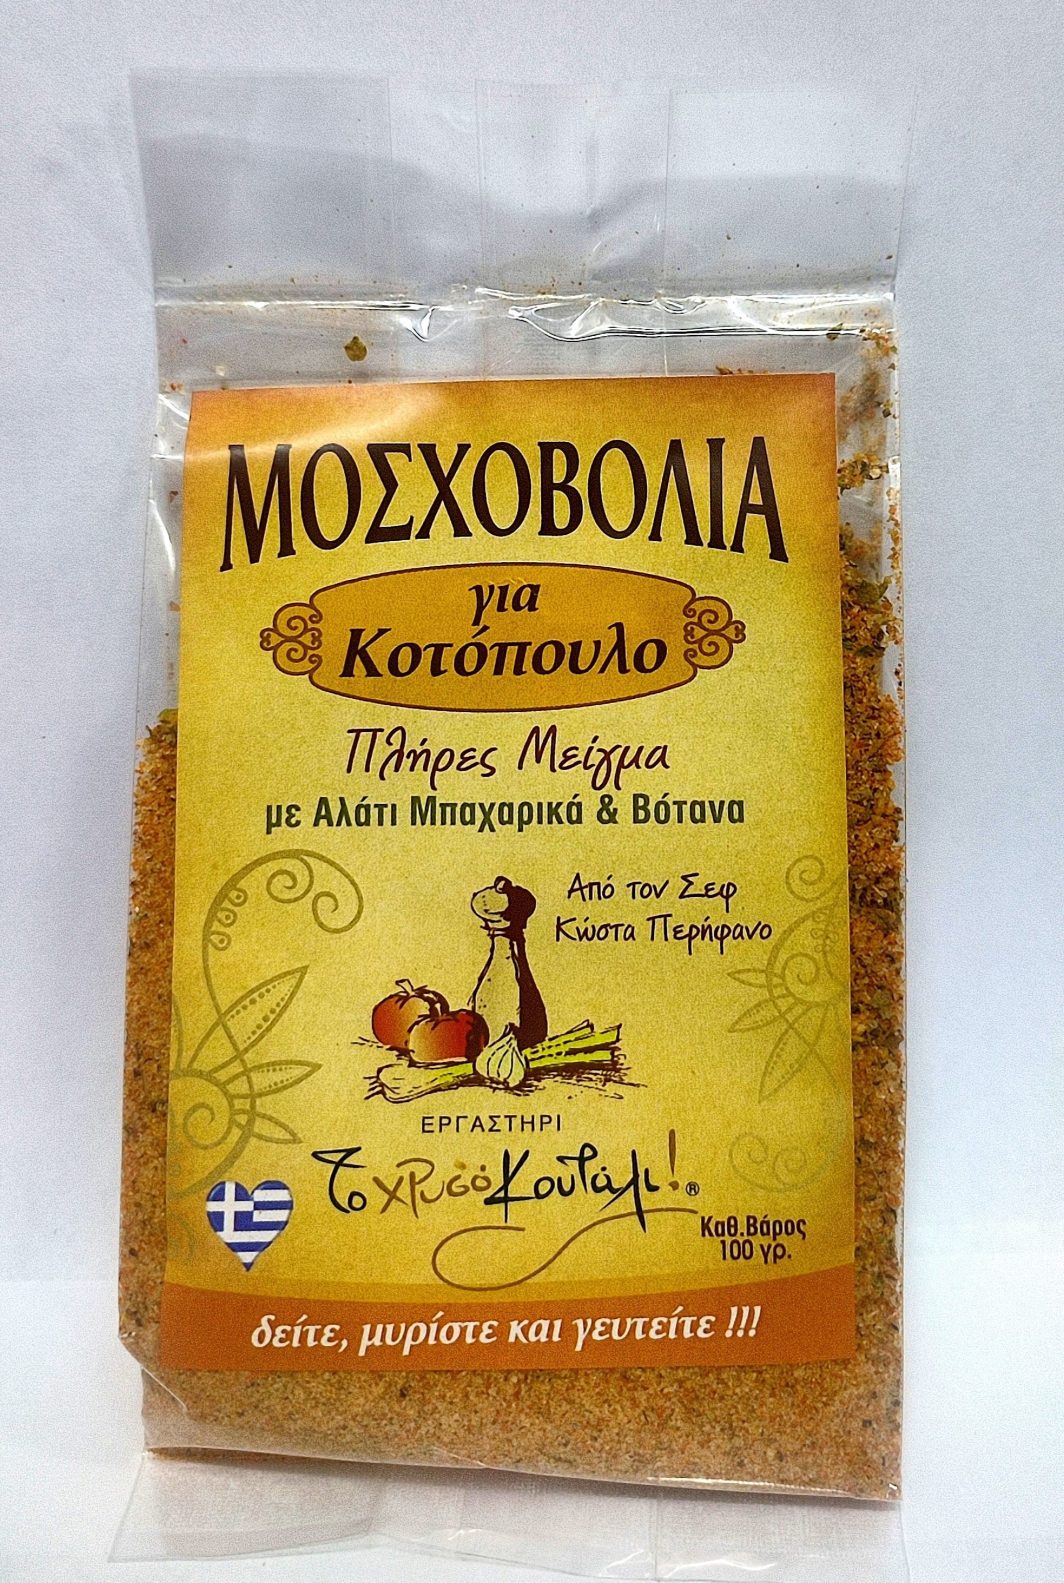 ΜΟΣΧΟΒΟΛΙΑ
για
Κοτόπουλο
Πλήρες Μείγμα
με Αλάτι Μπαχαρικά & Βότανα
Από τον Σεφ
Κώστα Περήφανο
ΕΡΓΑΣΤΗΡΙ
Το χρυσό Κουτάλι! ®
Καθ.Βάρος
100 γρ.
δείτε, μυρίστε και γευτείτε !!!